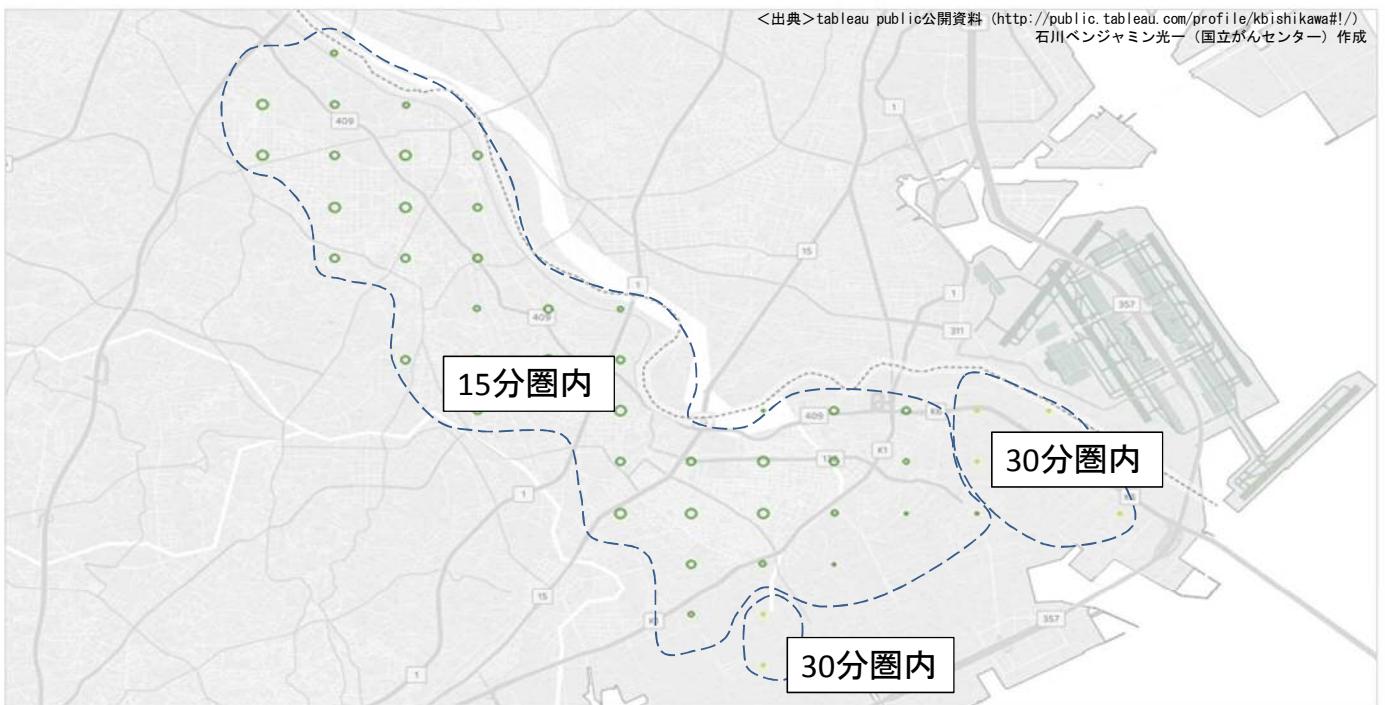 <出典>tableau public公開資料（http://public.tableau.com/profile/kbishikawa#!/）
石川ベンジャミン光一（国立がんセンター）作成
1
409
15
1
357
1
409
311
15分圏内
409
K6
K1
30分圏内
1
15
K1
357
30分圏内
1